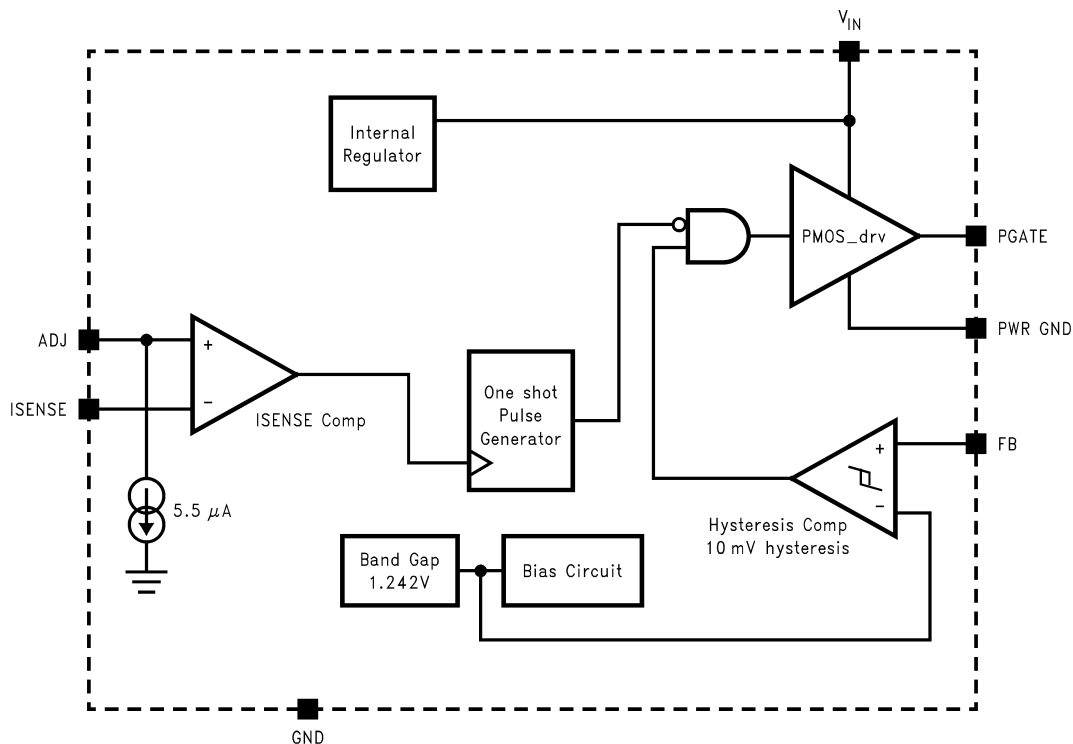 VIN
Internal
Regulator
PMOS_drv
PGATE
PWR GND
ADJ
+
ISENSE
−
ISENSE Comp
One shot
Pulse
Generator
FB
+
−
5.5 μA
Hysteresis Comp
10 mV hysteresis
Band Gap
1.242V
Bias Circuit
GND